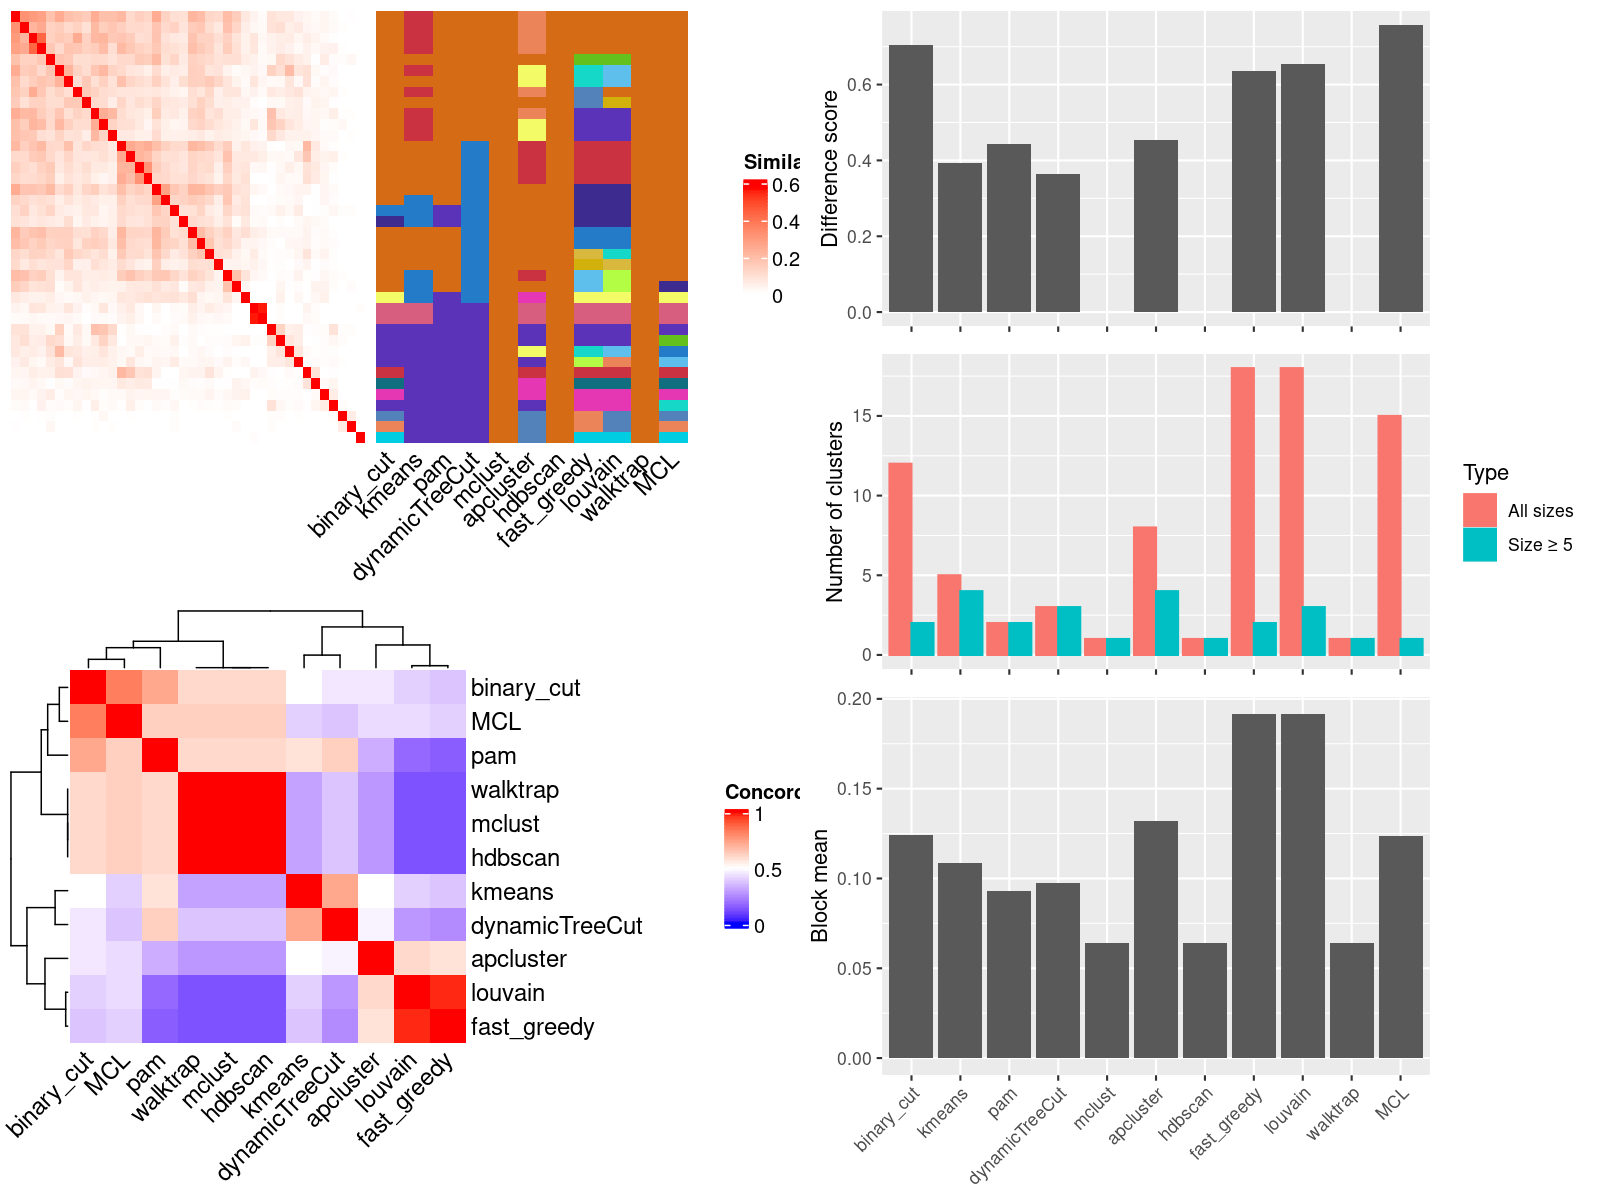 Simila
0.6
0.4
0.2
0
binary_cut
kmeans
pam
dynamicTreeCut
mclust
apcluster
hdbscan
fast_greedy
louvain
walktrap
MCL
binary_cut
MCL
pam
walktrap
mclust
hdbscan
kmeans
dynamicTreeCut
apcluster
louvain
fast_greedy
Concord
1
0.5
0
binary_cut
MCL
pam
walktrap
mclust
hdbscan
kmeans
dynamicTreeCut
apcluster
louvain
fast_greedy
Difference score
0.6
0.4
0.2
0.0
Number of clusters
15
10
5
0
Type
All sizes
Size ≥ 5
Block mean
0.20
0.15
0.10
0.05
0.00
binary_cut
kmeans
pam
dynamicTreeCut
mclust
apcluster
hdbscan
fast_greedy
louvain
walktrap
MCL